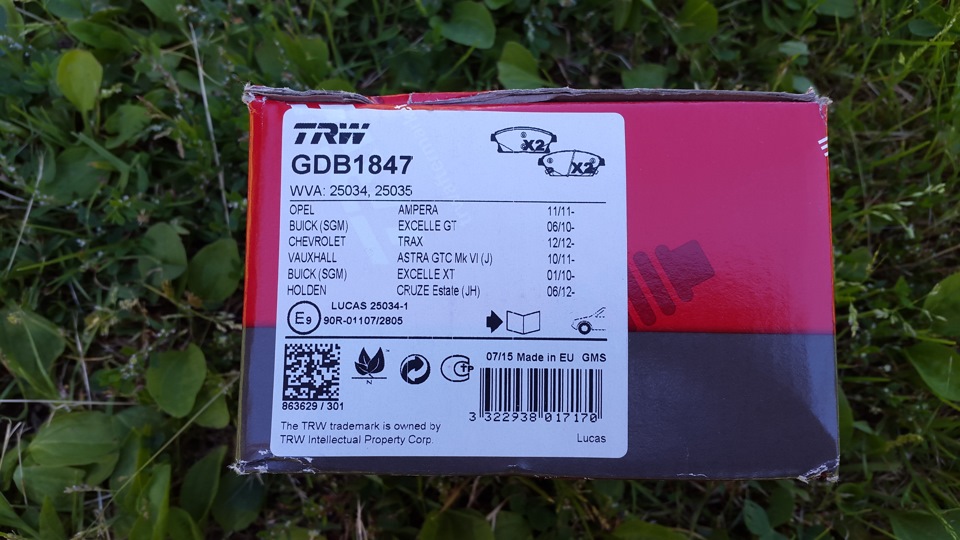 TRW
X2
GDB1847
X2
WVA: 25034, 25035
OPEL AMPERA 11/11-
BUICK (SGM) EXCELLE GT 06/10-
CHEVROLET TRAX 12/12-
VAUXHALL ASTRA GTC Mk VI (J) 10/11-
BUICK (SGM) EXCELLE XT 01/10-
HOLDEN CRUZE Estate (JH) 06/12-
LUCAS 25034-1
E9 90R-01107/2805
07/15 Made in EU GMS
N
863629 / 301
3 322938 017170
The TRW trademark is owned by
TRW Intellectual Property Corp.
Lucas